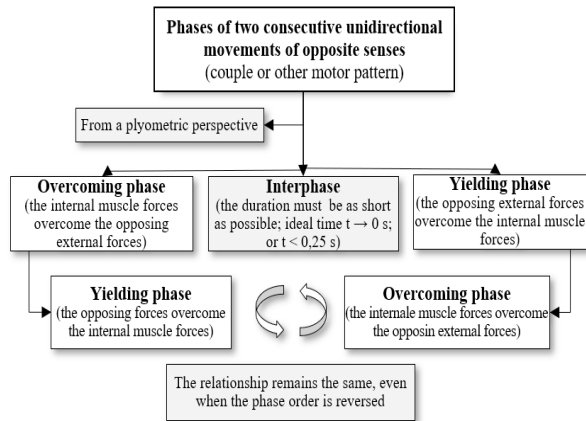 Phases of two consecutive unidirectional
movements of opposite senses
(couple or other motor pattern)
From a plyometric perspective
Overcoming phase
(the internal muscle forces
overcome the opposing
external forces)
Interphase
(the duration must be as short
as possible; ideal time t → 0 s;
or t < 0,25 s)
Yielding phase
(the opposing external forces
overcome the internal muscle
forces)
Yielding phase
(the opposing forces overcome
the internal muscle forces)
Overcoming phase
(the internale muscle forces overcome
the opposin external forces)
The relationship remains the same, even
when the phase order is reversed